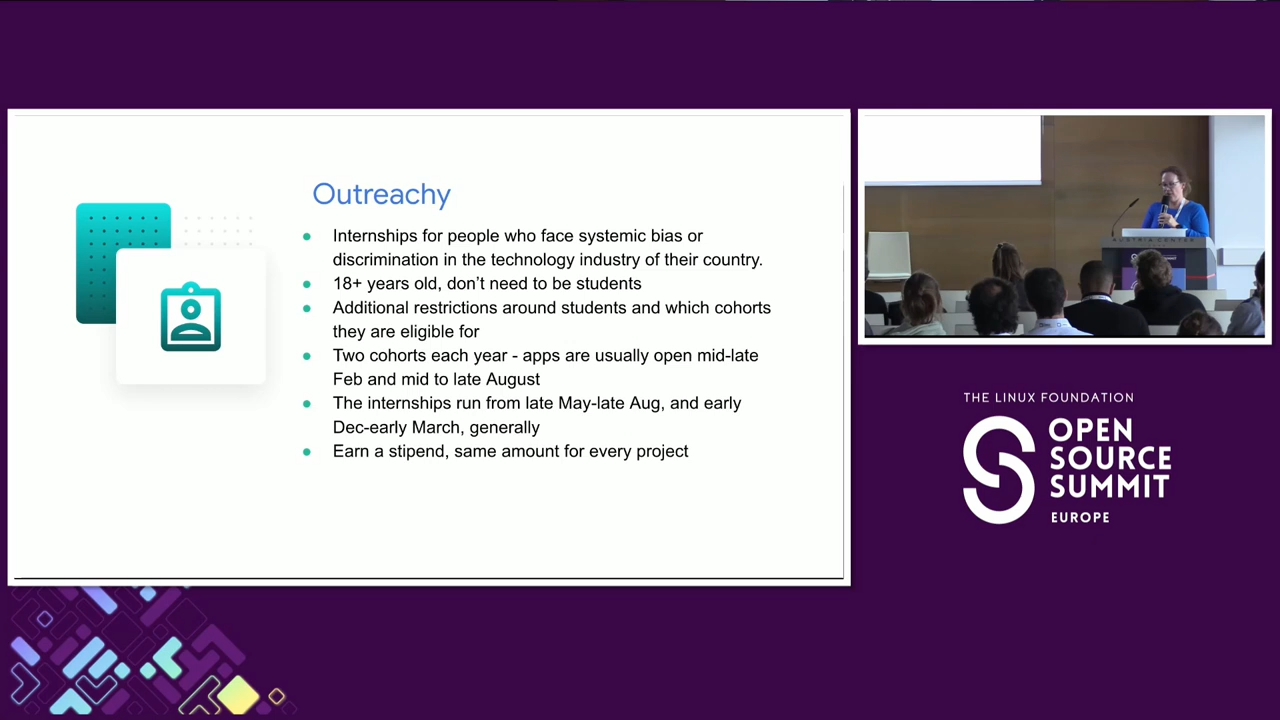 Outreachy
● Internships for people who face systemic bias or
discrimination in the technology industry of their country.
● 18+ years old, don’t need to be students
● Additional restrictions around students and which cohorts
they are eligible for
● Two cohorts each year - apps are usually open mid-late
Feb and mid to late August
● The internships run from late May-late Aug, and early
Dec-early March, generally
● Earn a stipend, same amount for every project
AUSTRIA CENTER
THE LINUX FOUNDATION
OPEN
SOURCE
SUMMIT
EUROPE